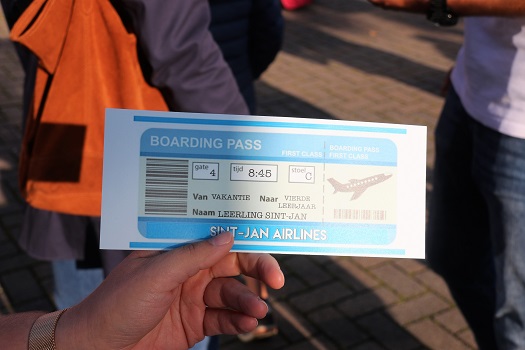 BOARDING PASS
FIRST CLASS
BOARDING PASS
FIRST CLASS
gate 4 tijd 8:45 stoel C
Van VAKANTIE Naar VIERDE LEERJAAR
Naam LEERLING SINT-JAN
SINT-JAN AIRLINES